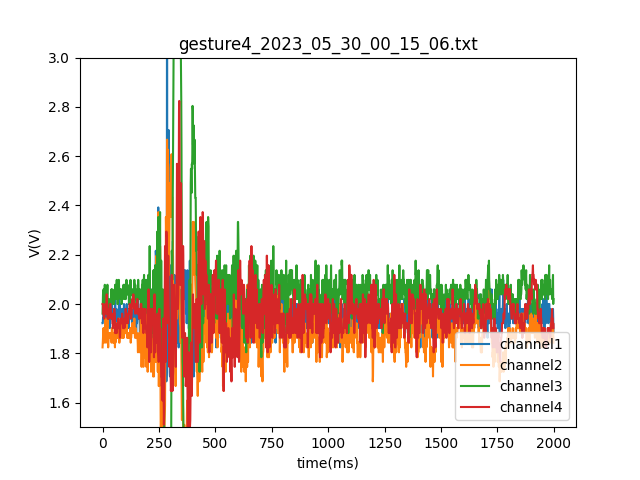 gesture4_2023_05_30_00_15_06.txt
3.0
2.8
2.6
2.4
2.2
2.0
1.8
1.6
V(V)
channel1
channel2
channel3
channel4
0 250 500 750 1000 1250 1500 1750 2000
time(ms)